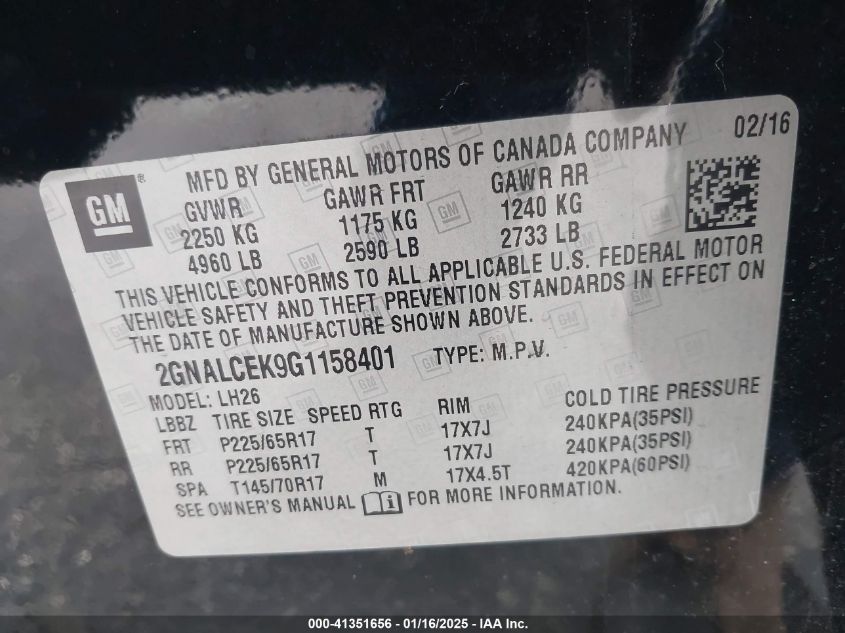 MFD BY GENERAL MOTORS OF CANADA COMPANY 02/16
GM ®
GVWR GAWR FRT GAWR RR
2250 KG 1175 KG 1240 KG
4960 LB 2590 LB 2733 LB
THIS VEHICLE CONFORMS TO ALL APPLICABLE U.S. FEDERAL MOTOR
VEHICLE SAFETY AND THEFT PREVENTION STANDARDS IN EFFECT ON
THE DATE OF MANUFACTURE SHOWN ABOVE.
2GNALCEK9G1158401 TYPE: M.P.V.
MODEL: LH26
LBBZ TIRE SIZE SPEED RTG RIM COLD TIRE PRESSURE
FRT P225/65R17 T 17X7J 240KPA(35PSI)
RR P225/65R17 T 17X7J 240KPA(35PSI)
SPA T145/70R17 M 17X4.5T 420KPA(60PSI)
SEE OWNER'S MANUAL FOR MORE INFORMATION.
000-41351656 - 01/16/2025 - IAA Inc.